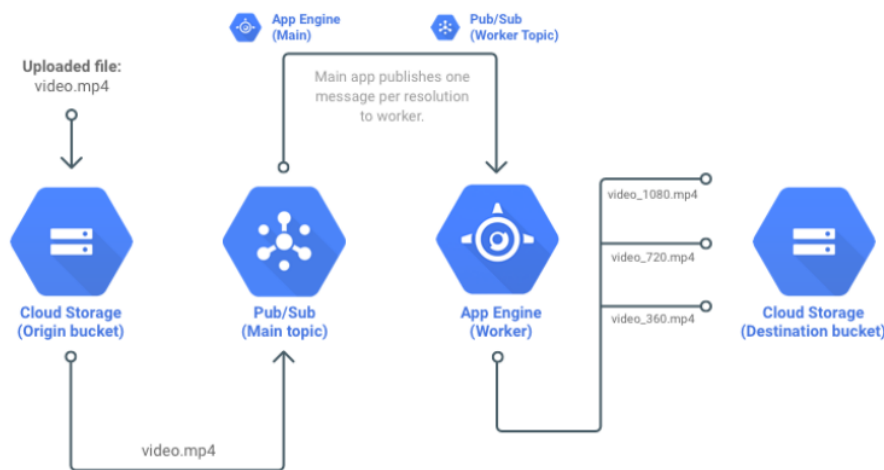 App Engine
(Main)
Pub/Sub
(Worker Topic)
Uploaded file:
video.mp4
Main app publishes one
message per resolution
to worker.
video_1080.mp4
video_720.mp4
video_360.mp4
Cloud Storage
(Origin bucket)
Pub/Sub
(Main topic)
App Engine
(Worker)
Cloud Storage
(Destination bucket)
video.mp4